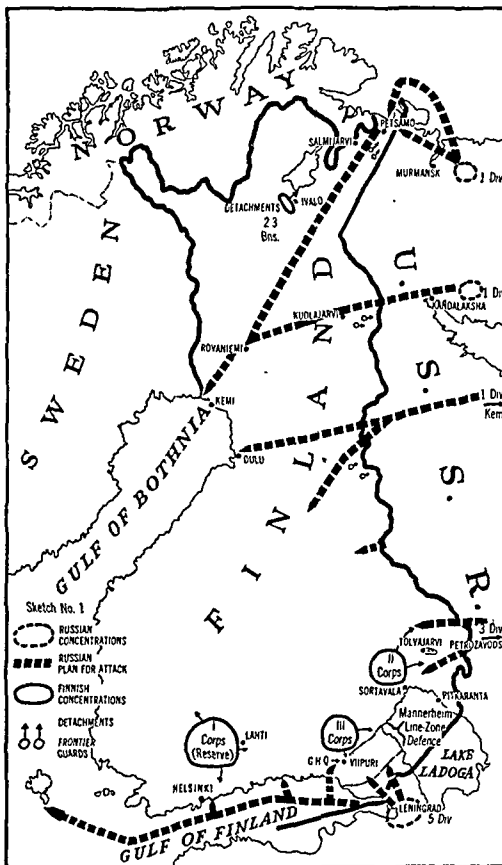 NORWAY
PETSAMO
SALMIJARVI
MURMANSK
1 Div
DETACHMENTS
IVALO
23
Bns.
SWEDEN
FINLAND
U.S.S.R.
KUOLAJARVI
KANDALAKSHA
1 Div
ROVANIEMI
KEMI
1 Div
Kem
OULU
GULF OF BOTHNIA
Sketch No. 1
RUSSIAN
CONCENTRATIONS
RUSSIAN
PLAN FOR ATTACK
FINNISH
CONCENTRATIONS
DETACHMENTS
FRONTIER
GUARDS
3 Div
TOLVAJARVI
PETROZAVODS
II
Corps
SORTAVALA
PITKARANTA
Mannerheim
Line-Zone
Defence
I
Corps
(Reserve)
LAHTI
III
Corps
GHQ
VIIPURI
LAKE
LADOGA
HELSINKI
LENINGRAD
5 Div
GULF OF FINLAND